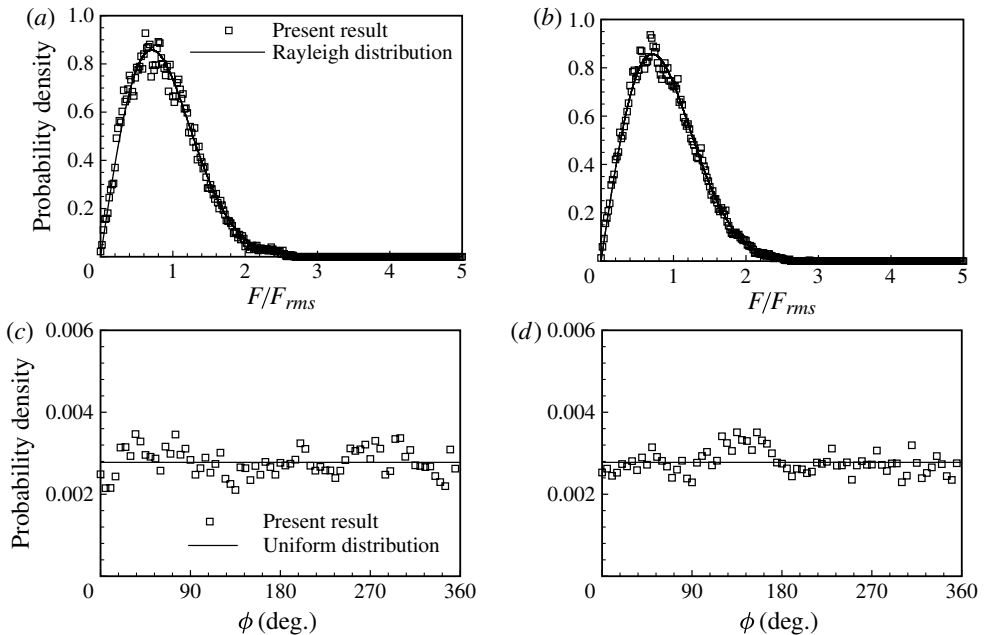 (a)
1.0
0.8
0.6
0.4
0.2
0
1
2
3
4
5
Probability density
F/Frms
Present result
Rayleigh distribution
(b)
1.0
0.8
0.6
0.4
0.2
0
1
2
3
4
5
F/Frms
(c)
0.006
0.004
0.002
0
90
180
270
360
Probability density
ϕ (deg.)
Present result
Uniform distribution
(d)
0.006
0.004
0.002
0
90
180
270
360
ϕ (deg.)